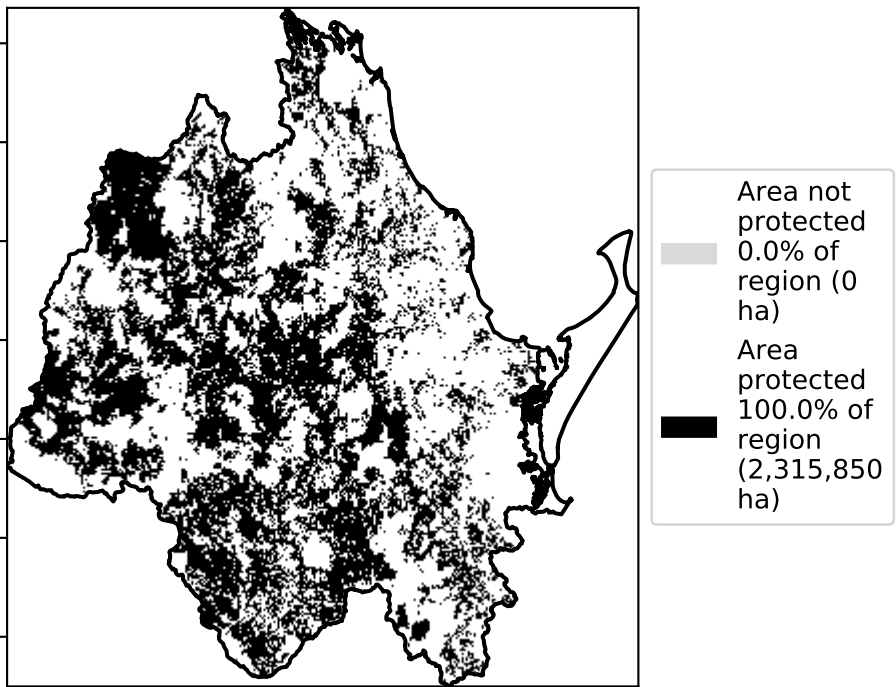 Area not
protected
0.0% of
region (0
ha)
Area
protected
100.0% of
region
(2,315,850
ha)